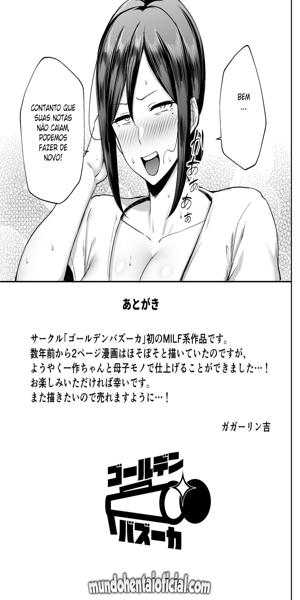 BEM
...
CONTANTO QUE
SUAS NOTAS
NÃO CAIAM,
PODEMOS
FAZER DE
NOVO!
かぁぁぁぁ
あとがき
サークル「ゴールデンバズーカ」初のMILF系作品です。
数年前から2ページ漫画はほそぼそと描いていたのですが、
ようやく一作ちゃんと母子モノで仕上げることができました…!
お楽しみいただければ幸いです。
また描きたいので売れますように…!
ガガーリン吉
ゴールデン
バズーカ
mundohentaioficial.com